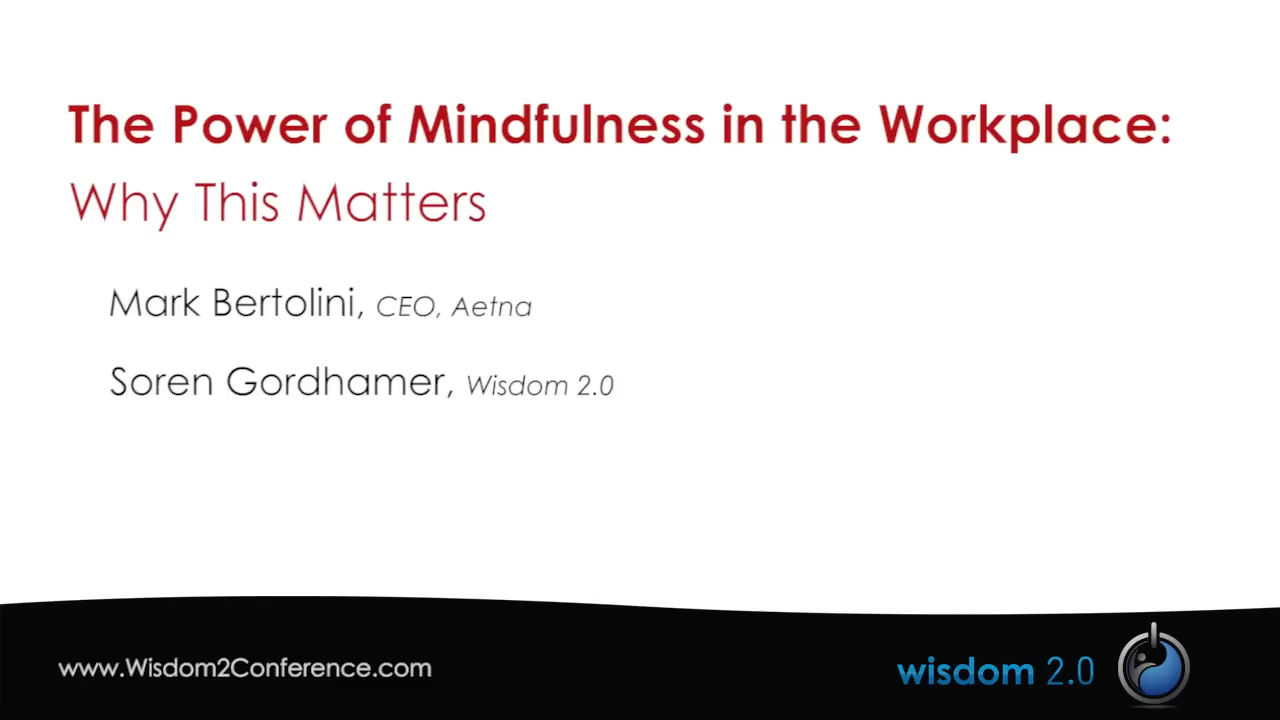 The Power of Mindfulness in the Workplace:
Why This Matters
Mark Bertolini, CEO, Aetna
Soren Gordhamer, Wisdom 2.0
www.Wisdom2Conference.com
wisdom 2.0